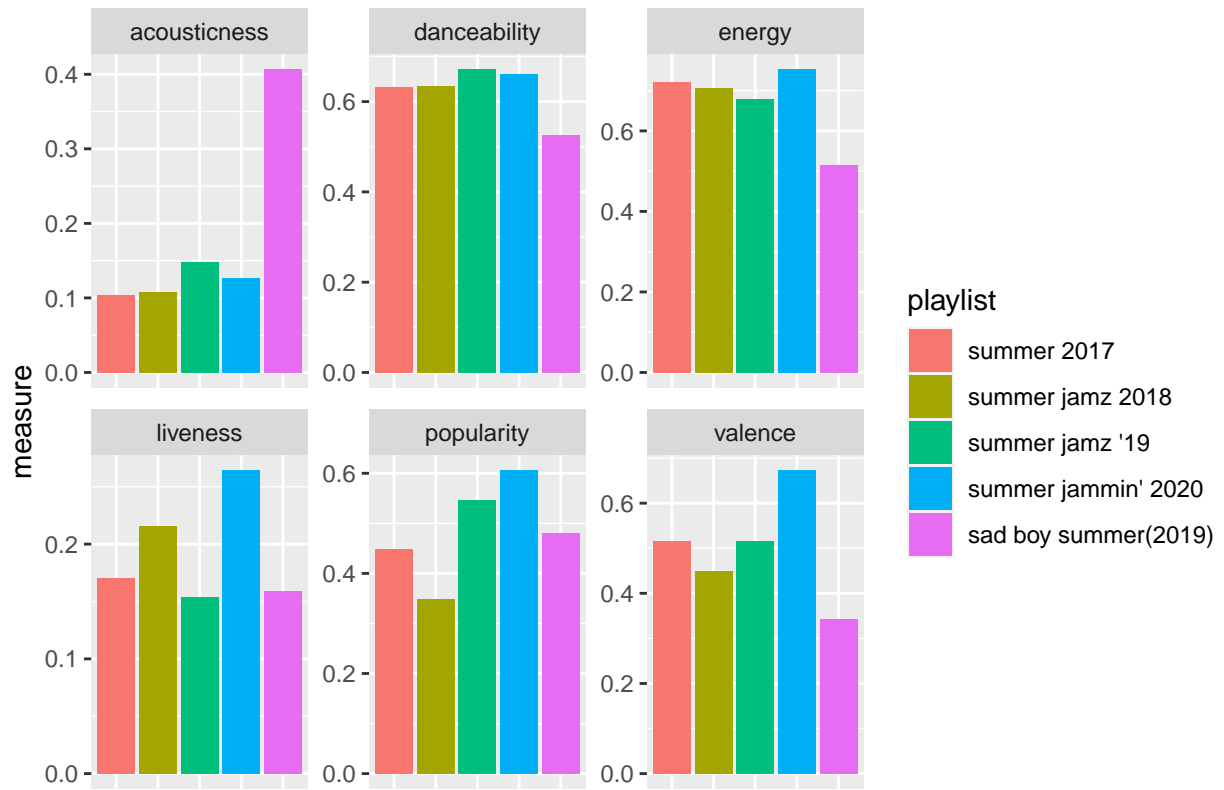 acousticness danceability energy
0.4
0.3
0.2
0.1
0.0
0.6
0.4
0.2
0.0
0.6
0.4
0.2
0.0
measure
liveness popularity valence
0.2
0.1
0.0
0.6
0.4
0.2
0.0
0.6
0.4
0.2
0.0
playlist
summer 2017
summer jamz 2018
summer jamz '19
summer jammin' 2020
sad boy summer(2019)